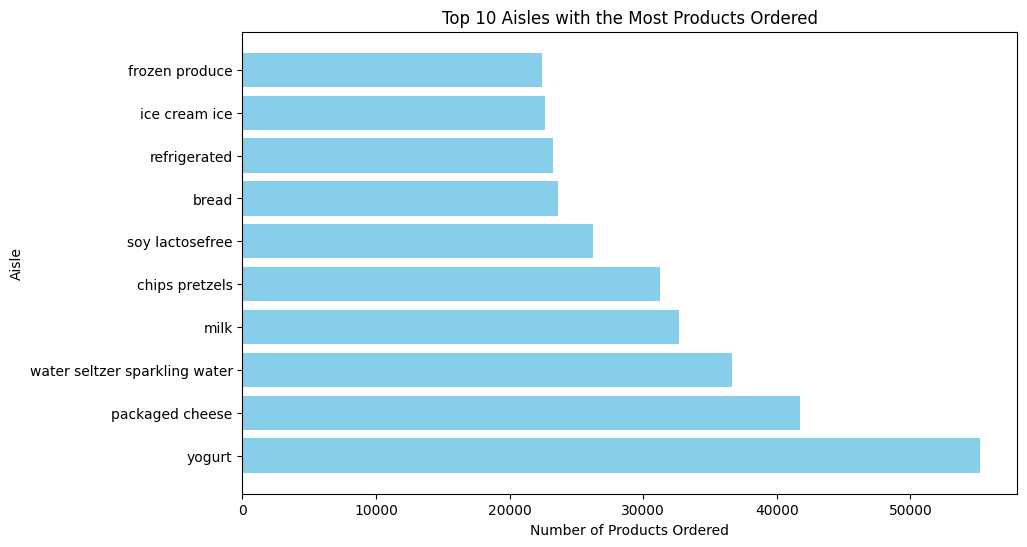 Top 10 Aisles with the Most Products Ordered
frozen produce
ice cream ice
refrigerated
bread
soy lactosefree
chips pretzels
milk
water seltzer sparkling water
packaged cheese
yogurt
Aisle
0 10000 20000 30000 40000 50000
Number of Products Ordered